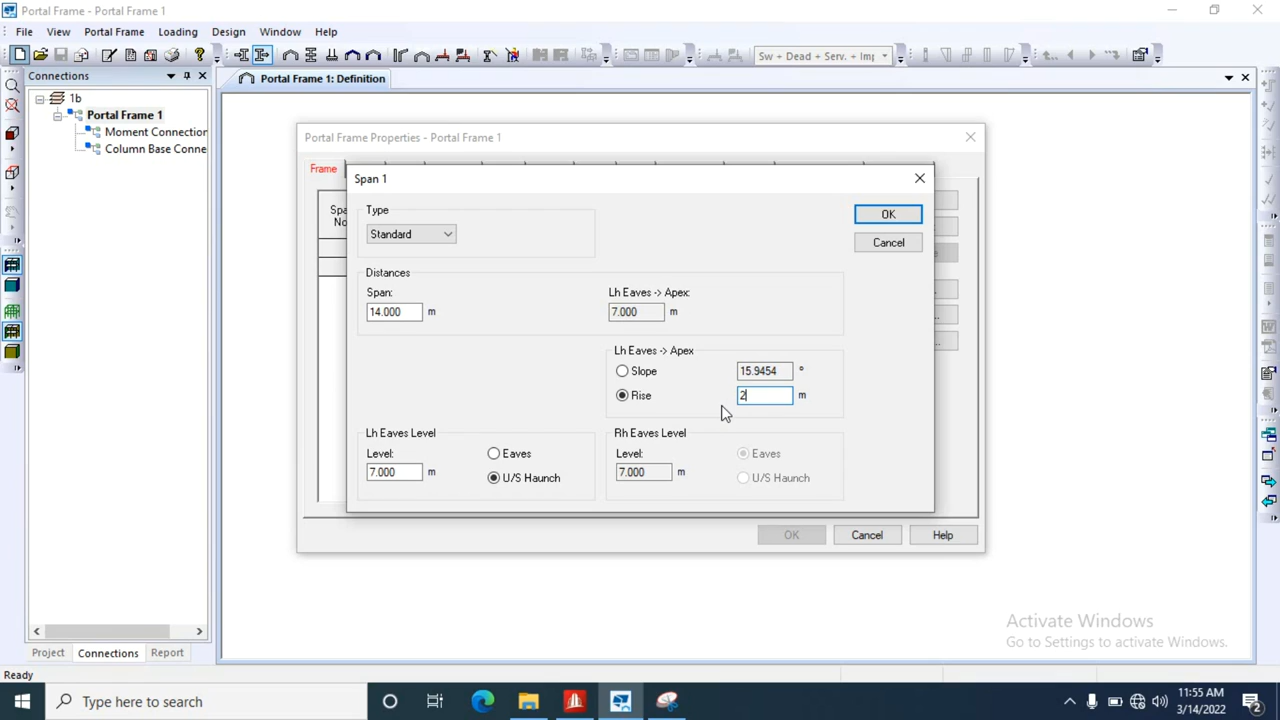 Portal Frame - Portal Frame 1
File View Portal Frame Loading Design Window Help
Sw + Dead + Serv. + Imp
Connections
Portal Frame 1: Definition
1b
Portal Frame 1
Moment Connection
Column Base Conne
Portal Frame Properties - Portal Frame 1
Frame
Span 1
Spa
No
Type
Standard
OK
Cancel
Distances
Span:
14.000 m
Lh Eaves -> Apex:
7.000 m
Lh Eaves -> Apex
Slope 15.9454 °
Rise 2 m
Lh Eaves Level
Level:
7.000 m
Eaves
U/S Haunch
Rh Eaves Level
Level:
7.000 m
Eaves
U/S Haunch
OK Cancel Help
Activate Windows
Go to Settings to activate Windows.
Project Connections Report
Ready
Type here to search
11:55 AM
3/14/2022
2